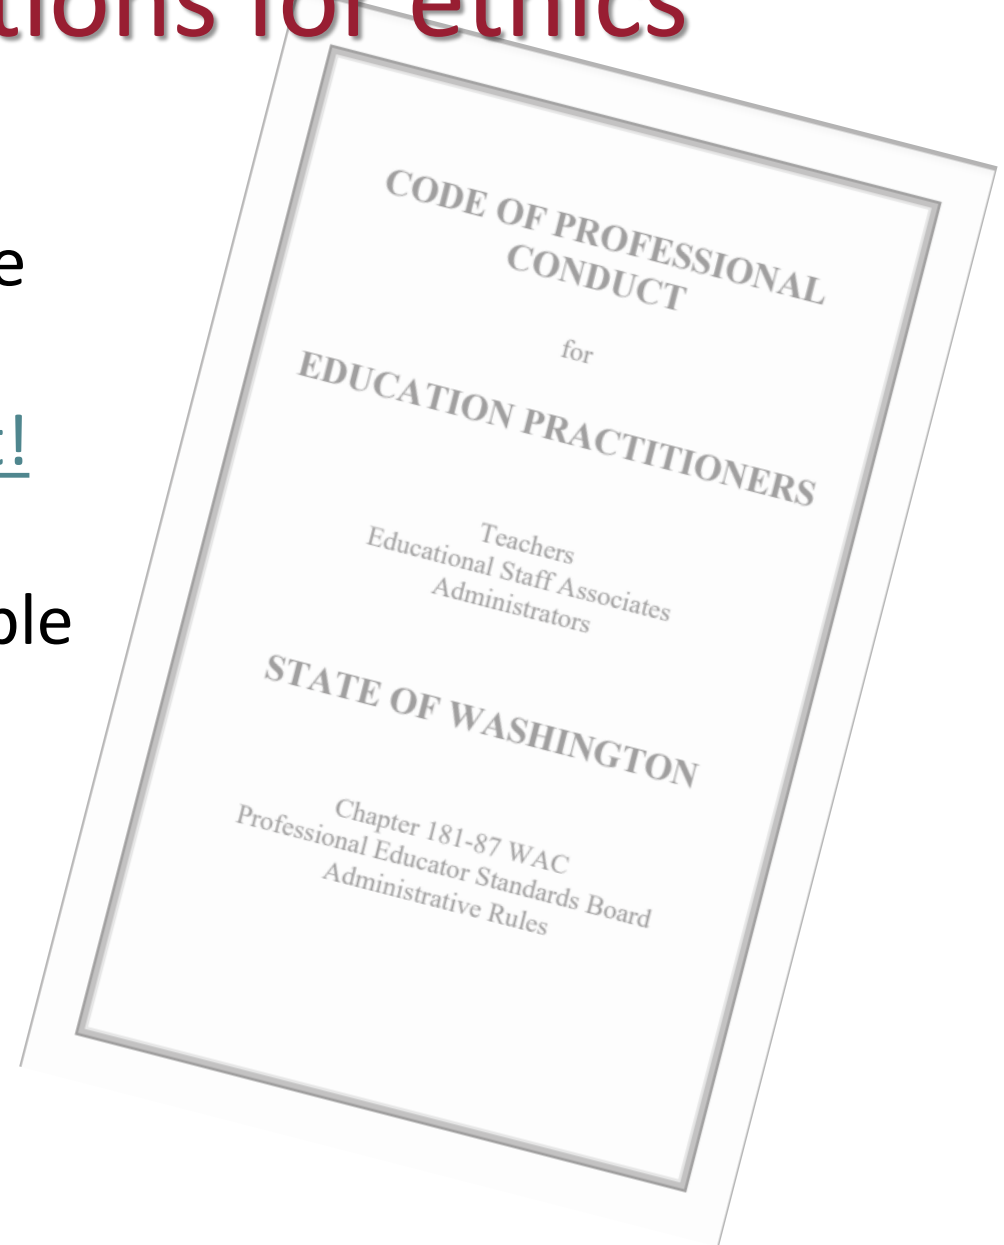 tions for ethics
e
t!
ple
CODE OF PROFESSIONAL
CONDUCT
for
EDUCATION PRACTITIONERS
Teachers
Educational Staff Associates
Administrators
STATE OF WASHINGTON
Chapter 181-87 WAC
Professional Educator Standards Board
Administrative Rules